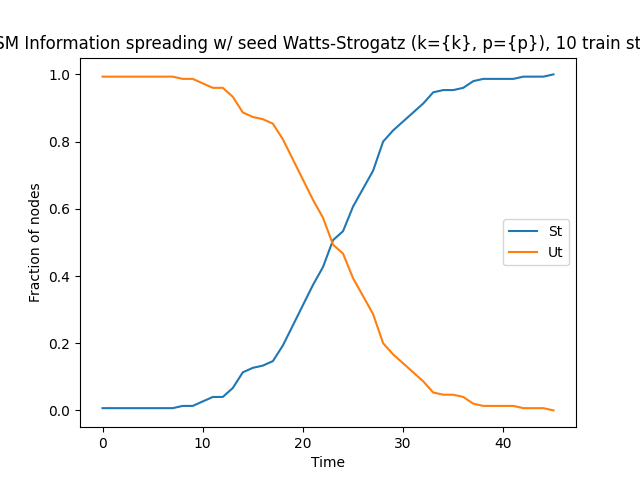 SM Information spreading w/ seed Watts-Strogatz (k={k}, p={p}), 10 train st
1.0
0.8
0.6
0.4
0.2
0.0
Fraction of nodes
St
Ut
0 10 20 30 40
Time